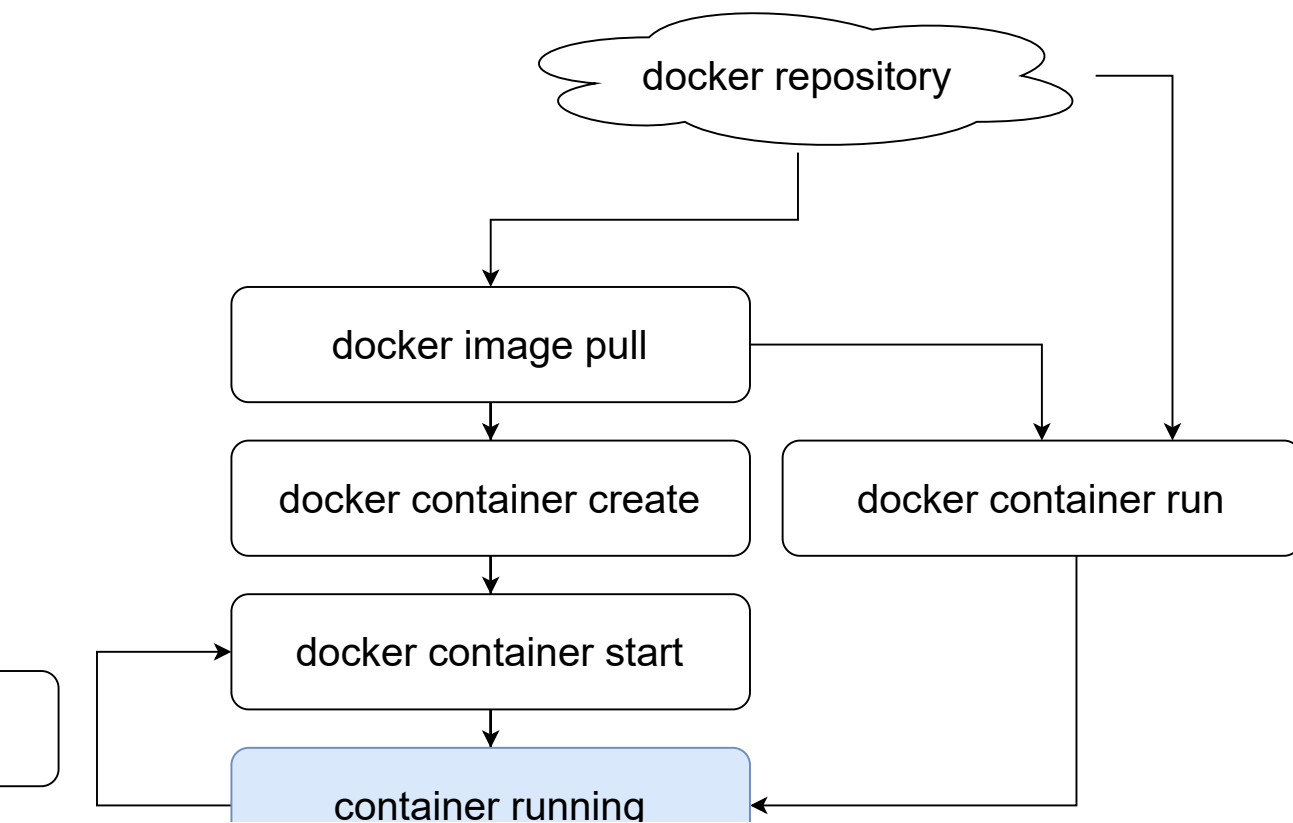 docker repository
docker image pull
docker container create
docker container run
docker container start
container running